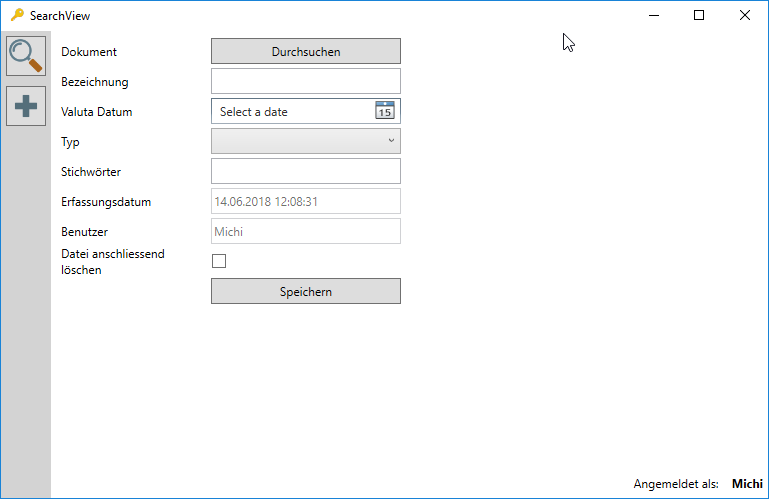 SearchView
Dokument
Durchsuchen
Bezeichnung
Valuta Datum
Select a date
15
Typ
Stichwörter
Erfassungsdatum
14.06.2018 12:08:31
Benutzer
Michi
Datei anschliessend
löschen
Speichern
Angemeldet als: Michi